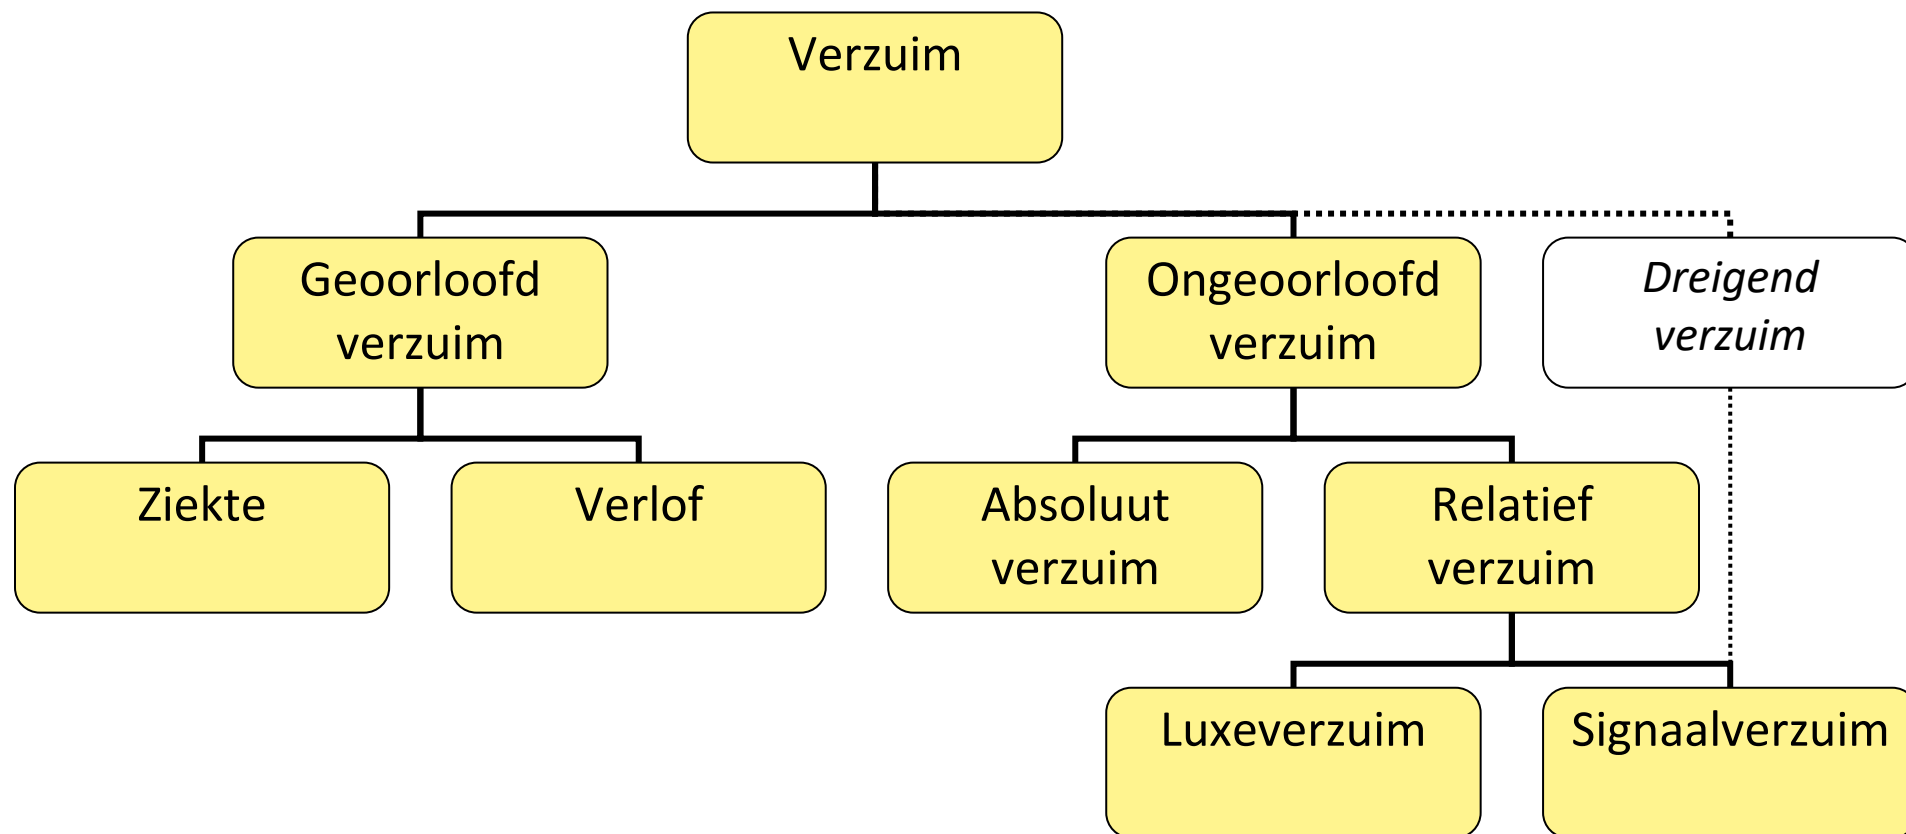 Verzuim
Geoorloofd
verzuim
Ongeoorloofd
verzuim
Dreigend
verzuim
Ziekte
Verlof
Absoluut
verzuim
Relatief
verzuim
Luxeverzuim
Signaalverzuim